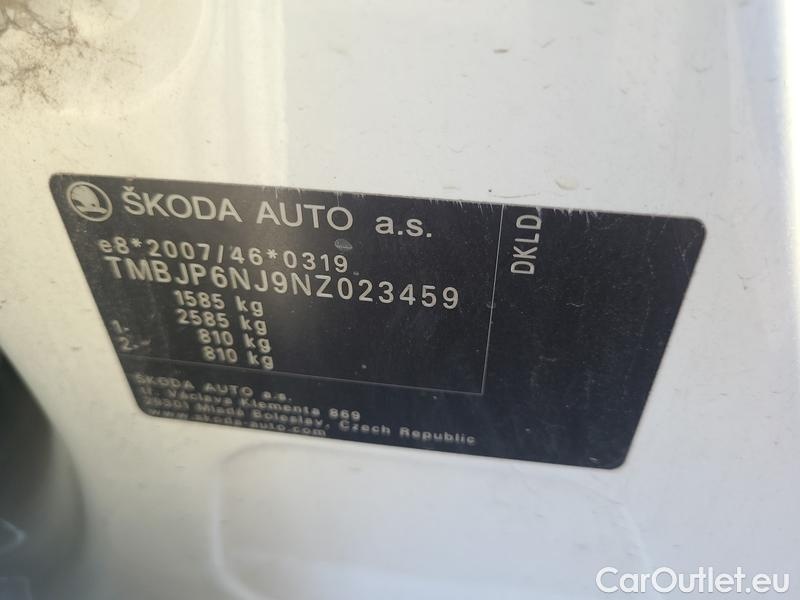 ŠKODA AUTO a.s.
e8*2007/46*0319
TMBJP6NJ9NZ023459
1585 kg
2585 kg
1.- 810 kg
2.- 810 kg
DKLD
ŠKODA AUTO a.s.
tř. Václava Klementa 869
29301 Mladá Boleslav, Czech Republic
www.skoda-auto.com
CarOutlet.eu